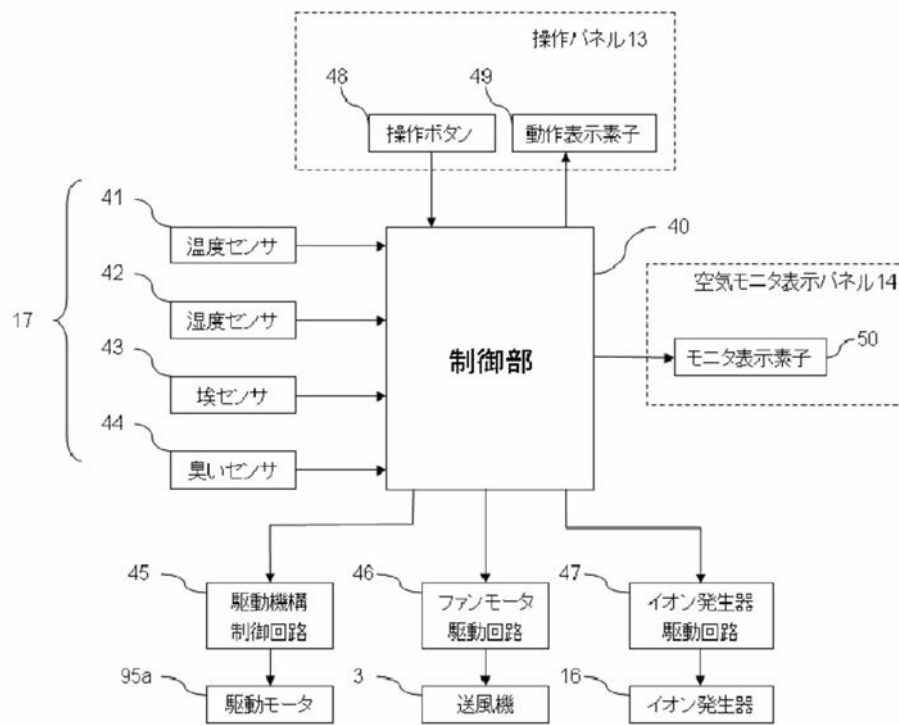 操作パネル13
48
49
操作ボタン
動作表示素子
41
温度センサ
40
42
湿度センサ
空気モニタ表示パネル14
17
43
埃センサ
制御部
モニタ表示素子
50
44
臭いセンサ
45
駆動機構
制御回路
46
ファンモータ
駆動回路
47
イオン発生器
駆動回路
95a
駆動モータ
3
送風機
16
イオン発生器